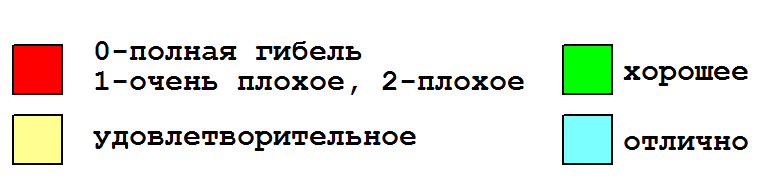 0-полная гибель
1-очень плохое, 2-плохое
удовлетворительное
хорошее
отлично